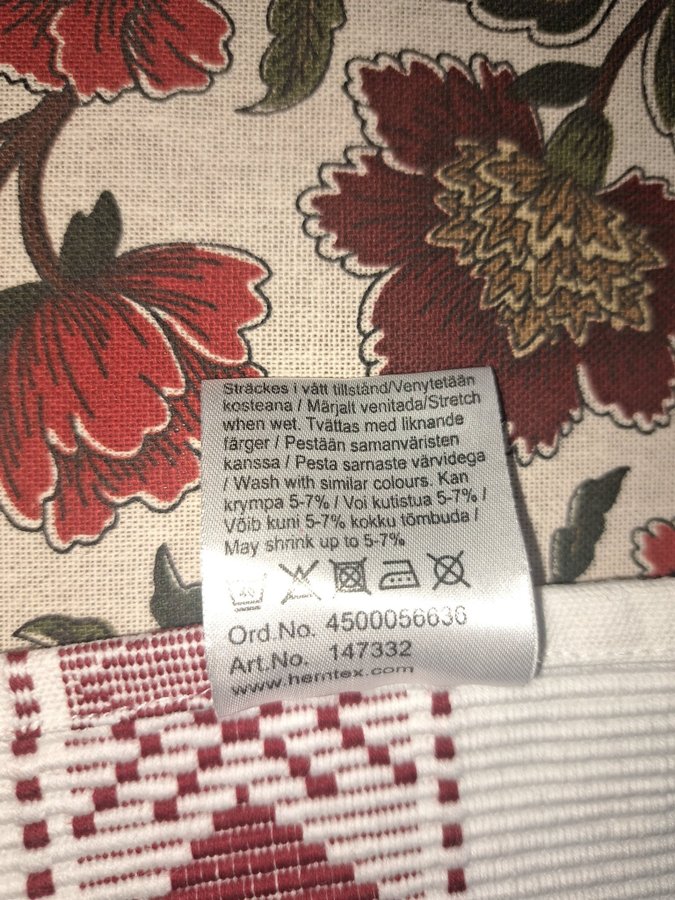 Sträckes i vått tillstånd/Venytetään
kosteana / Märjalt venitada/Stretch
when wet. Tvättas med liknande
färger / Pestään samanväristen
kanssa / Pesta sarnaste värvidega
/ Wash with similar colours. Kan
krympa 5-7% / Voi kutistua 5-7% /
Võib kuni 5-7% kokku tõmbuda /
May shrink up to 5-7%
40
Ord.No. 4500056636
Art.No. 147332
www.hemtex.com